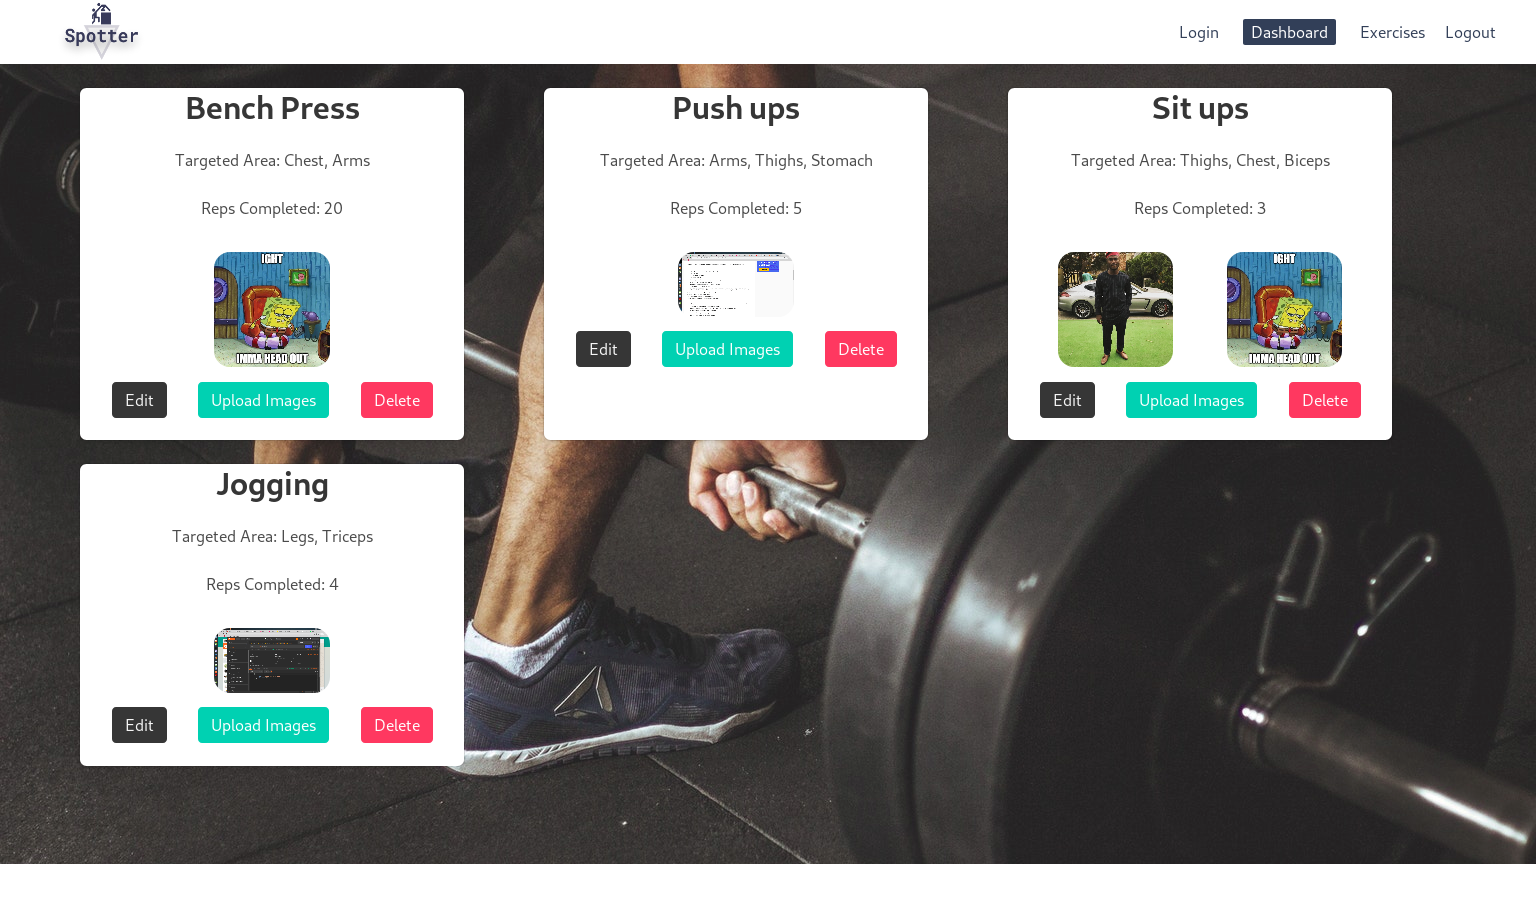 Spotter
Login Dashboard Exercises Logout
Bench Press
Targeted Area: Chest, Arms
Reps Completed: 20
IGHT
IMMA HEAD OUT
Edit Upload Images Delete
Push ups
Targeted Area: Arms, Thighs, Stomach
Reps Completed: 5
Edit Upload Images Delete
Sit ups
Targeted Area: Thighs, Chest, Biceps
Reps Completed: 3
IGHT
IMMA HEAD OUT
Edit Upload Images Delete
Jogging
Targeted Area: Legs, Triceps
Reps Completed: 4
Edit Upload Images Delete